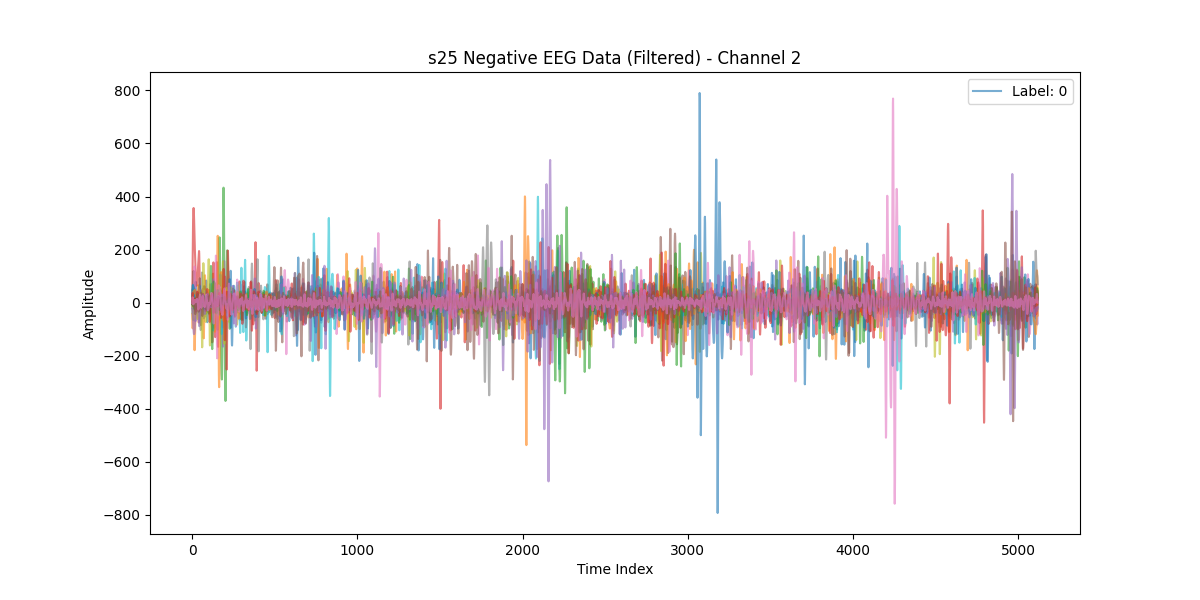 s25 Negative EEG Data (Filtered) - Channel 2
Label: 0
Amplitude
800
600
400
200
0
−200
−400
−600
−800
0 1000 2000 3000 4000 5000
Time Index